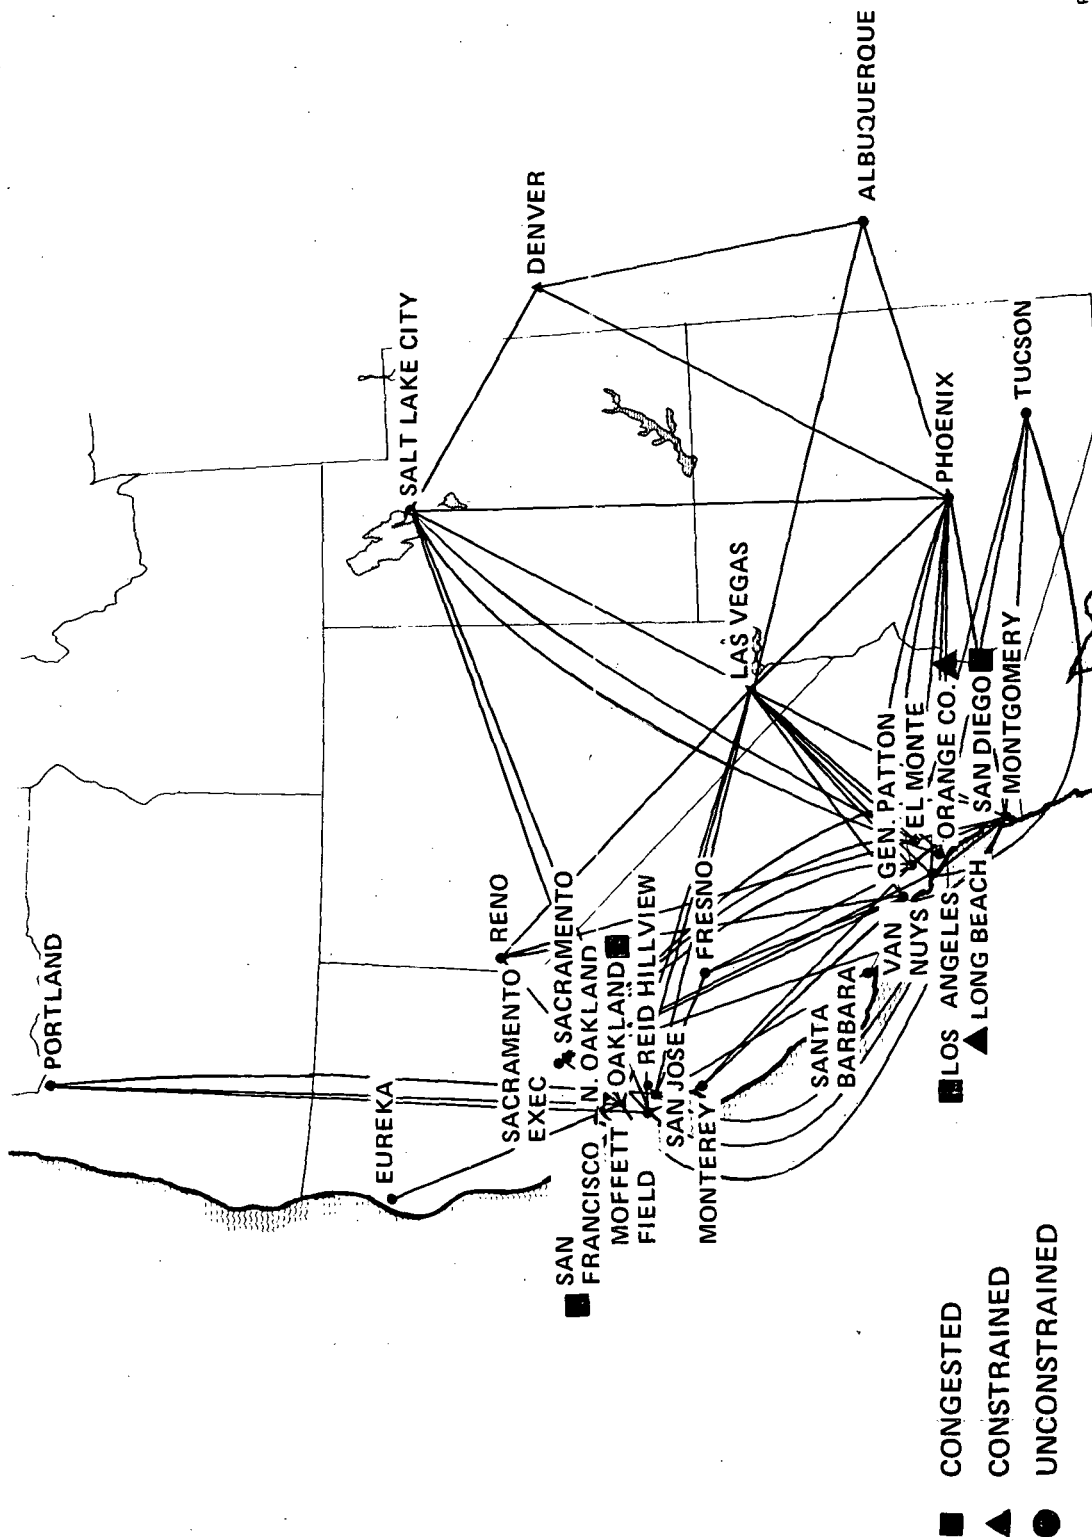 PORTLAND
EUREKA
SALT LAKE CITY
RENO
SACRAMENTO
EXEC
SACRAMENTO
DENVER
SAN
FRANCISCO
N. OAKLAND
OAKLAND
MOFFETT
FIELD
REID HILLVIEW
SAN JOSE
MONTEREY
FRESNO
LAS VEGAS
SANTA
BARBARA
VAN
NUYS
GEN. PATTON
EL MONTE
ORANGE CO.
LOS ANGELES
LONG BEACH
SAN DIEGO
MONTGOMERY
PHOENIX
TUCSON
ALBUQUERQUE
CONGESTED
CONSTRAINED
UNCONSTRAINED